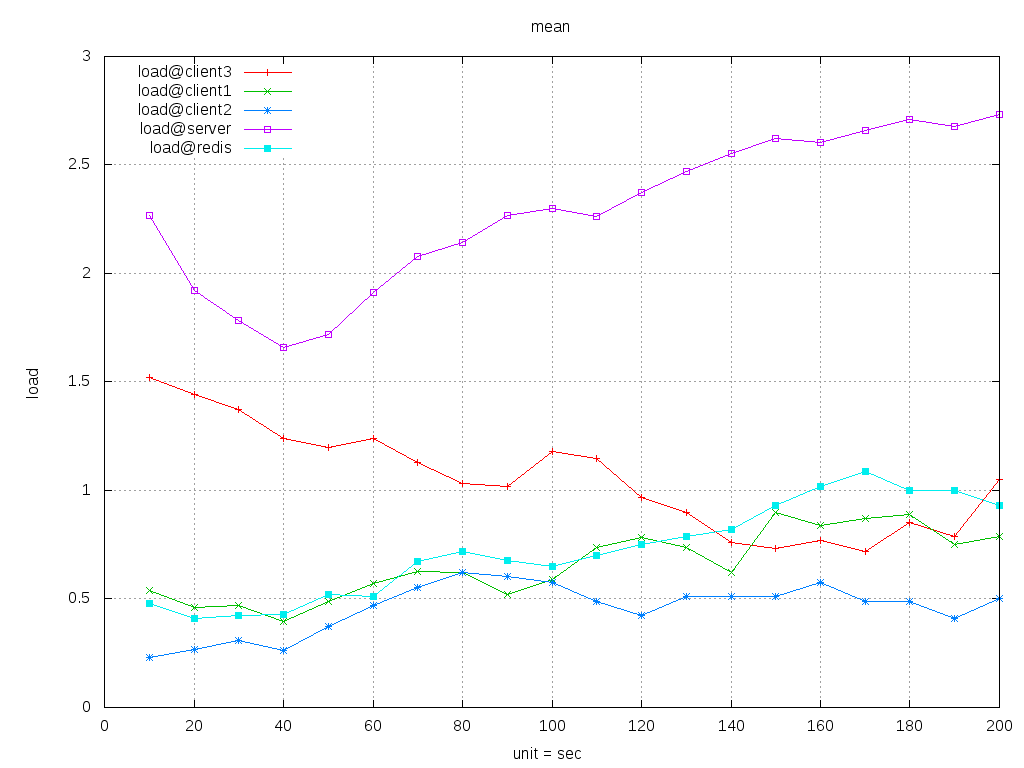 mean
3
2.5
2
1.5
1
0.5
0
load
load@client3
load@client1
load@client2
load@server
load@redis
0 20 40 60 80 100 120 140 160 180 200
unit = sec